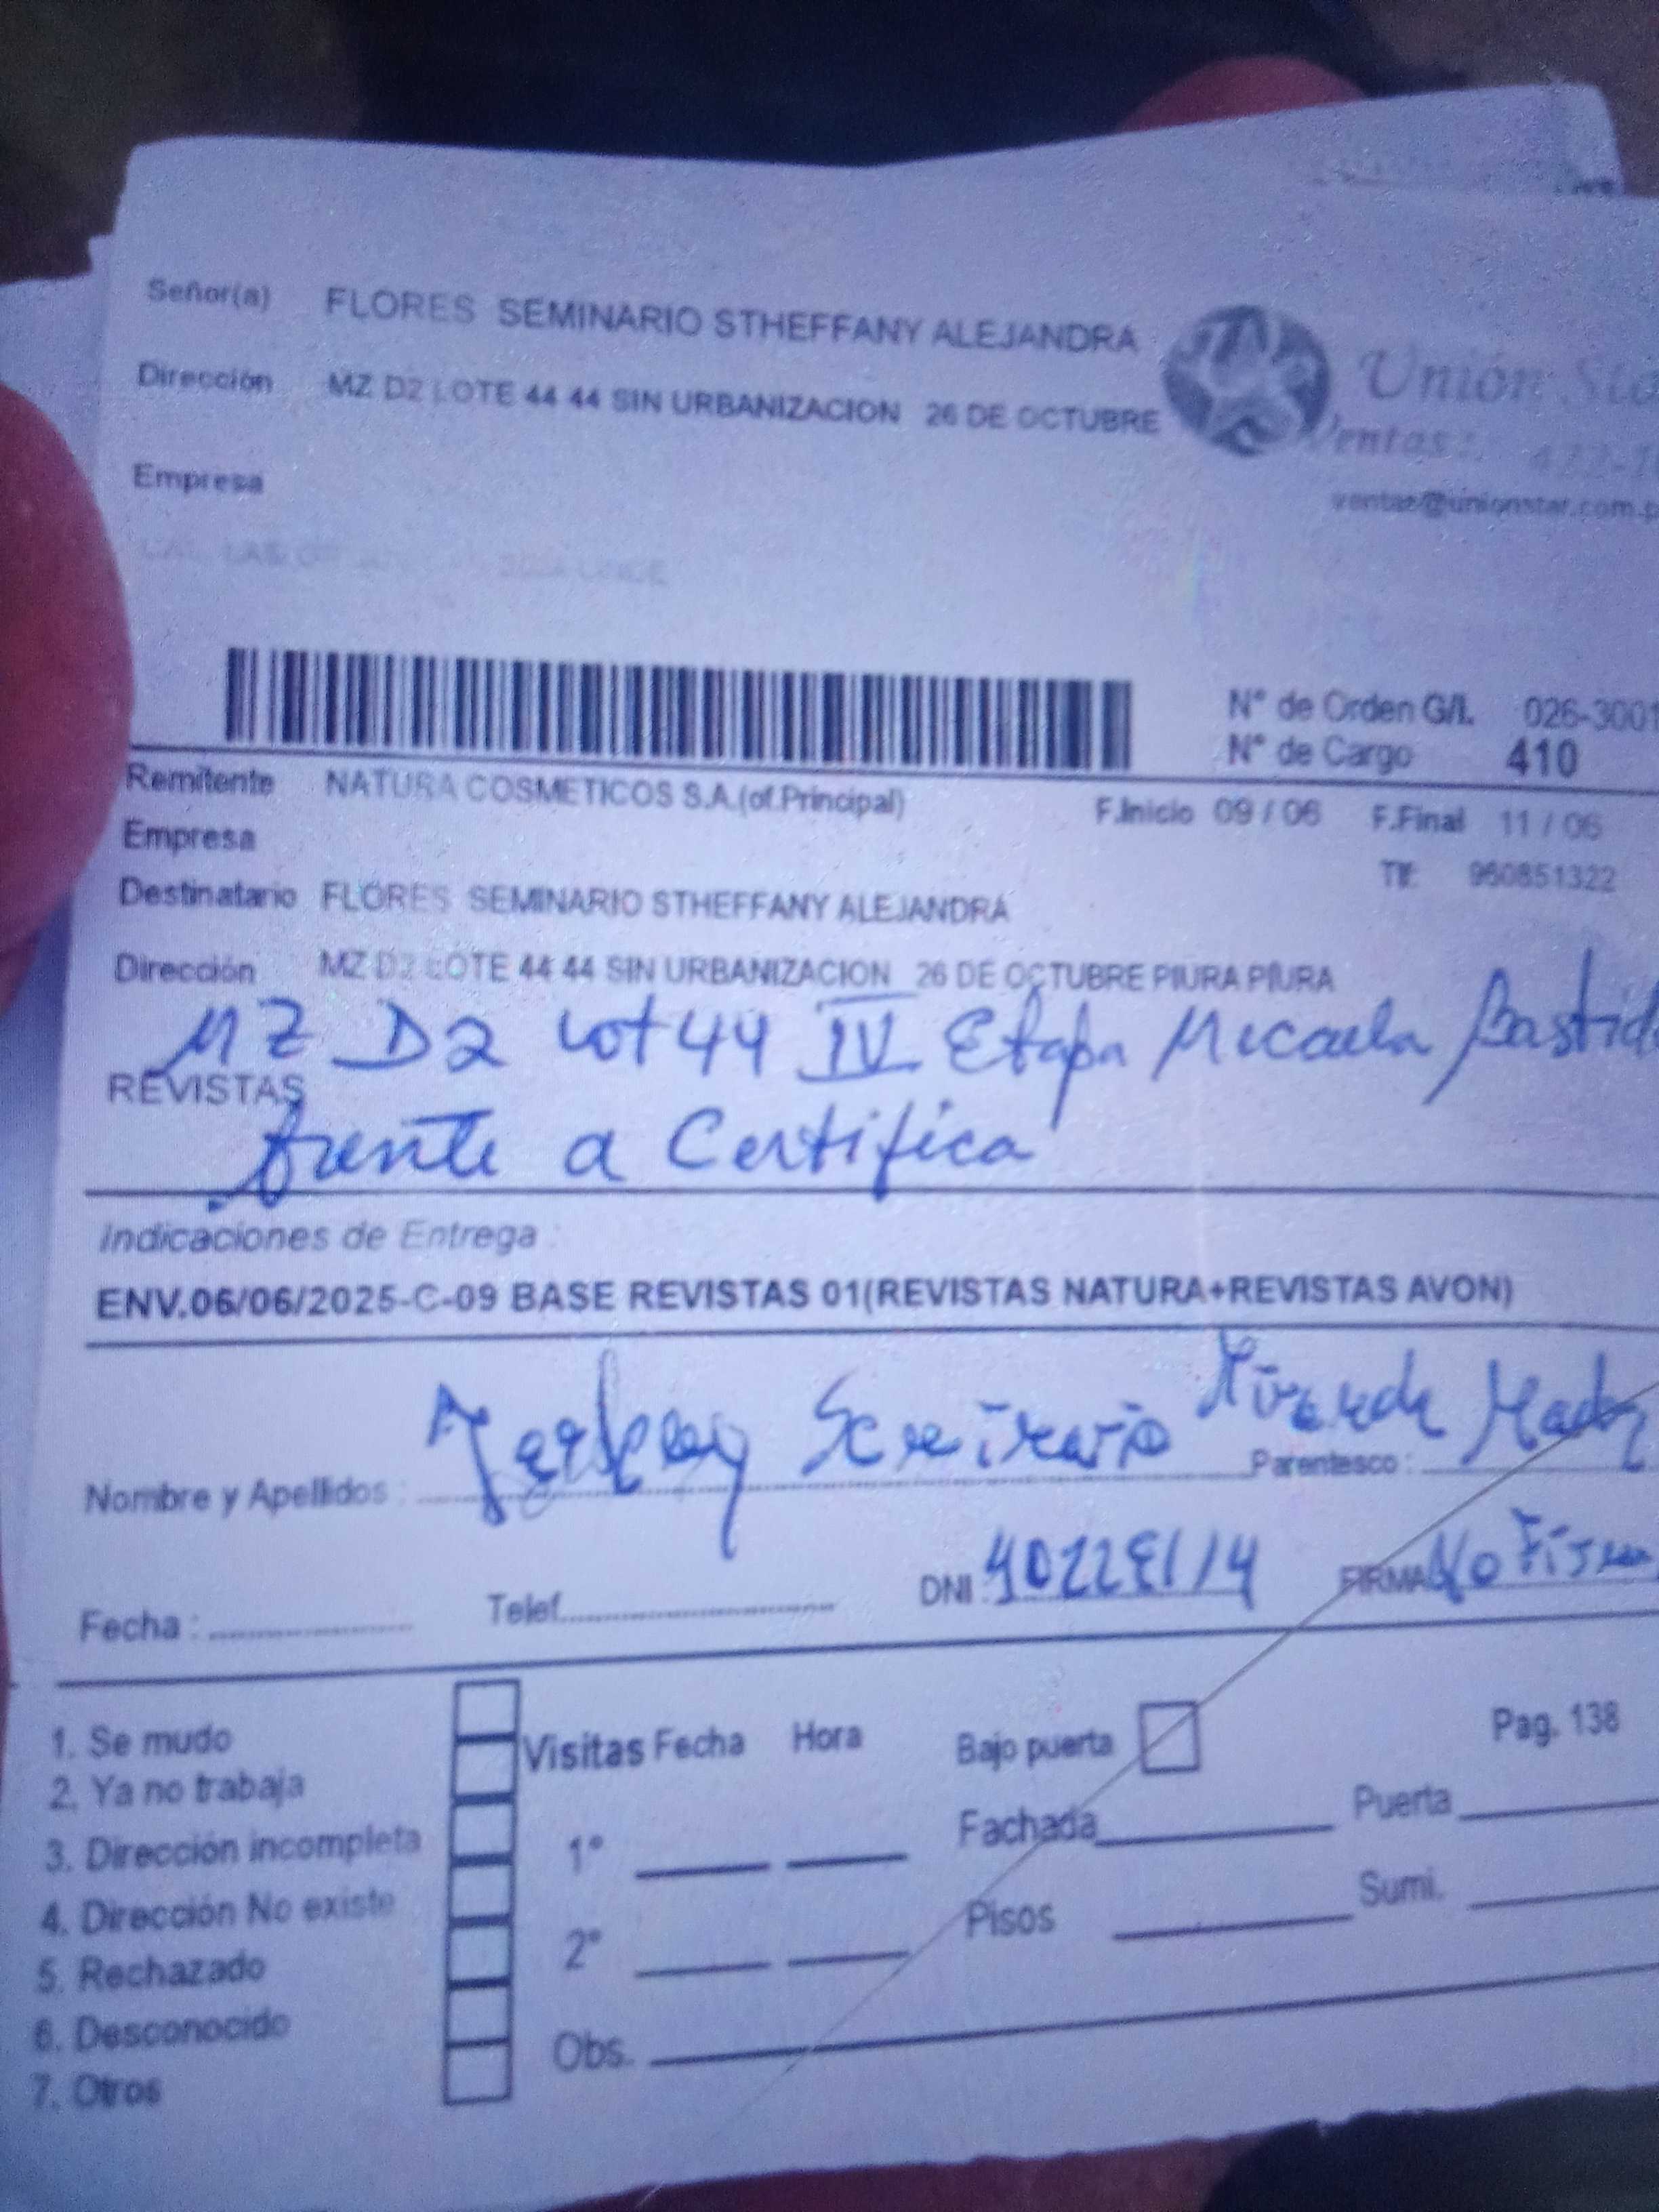 Señor(a) FLORES SEMINARIO STHEFFANY ALEJANDRA
Dirección MZ D2 LOTE 44 44 SIN URBANIZACION 26 DE OCTUBRE
Unión
Ventas:
Empresa
ventas@unionstar.com.p
N° de Orden G/I. 026-3001
N° de Cargo 410
Remitente NATURA COSMETICOS S.A.(of.Principal)
F.Inicio 09 / 06 F.Final 11 / 06
Empresa
Tlf: 960851322
Destinatario FLORES SEMINARIO STHEFFANY ALEJANDRA
Dirección MZ D2 LOTE 44 44 SIN URBANIZACION 26 DE OCTUBRE PIURA PIURA
MZ D2 Lot 44 IV Etapa Micaela Bastid
REVISTAS
frente a Certifica
Indicaciones de Entrega :
ENV.06/06/2025-C-09 BASE REVISTAS 01(REVISTAS NATURA+REVISTAS AVON)
Nombre y Apellidos : Seminario Parentesco :
Fecha : Telef. DNI FIRMA No Firma
1. Se mudo
2. Ya no trabaja
3. Dirección incompleta
4. Dirección No existe
5. Rechazado
6. Desconocido
7. Otros
Visitas Fecha Hora
1°
2°
Obs.
Bajo puerta
Pag. 138
Fachada Puerta
Pisos Sumi.